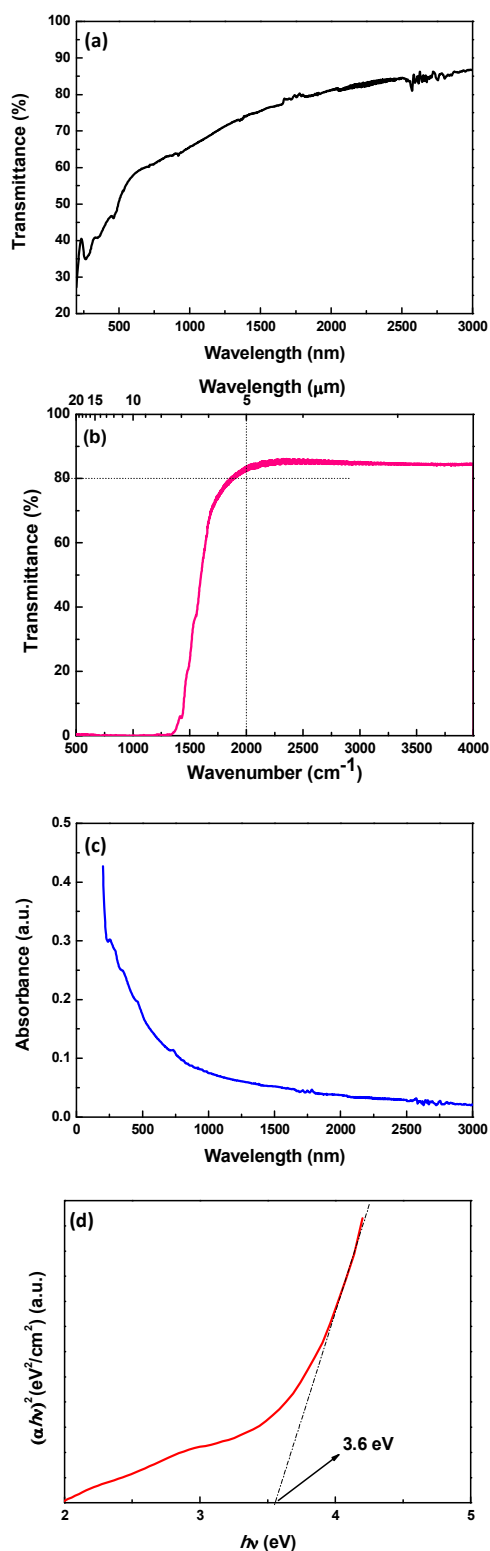 (a)
100
90
80
70
60
50
40
30
20
Transmittance (%)
500 1000 1500 2000 2500 3000
Wavelength (nm)
Wavelength (μm)
20 15 10 5
(b)
100
80
60
40
20
0
Transmittance (%)
500 1000 1500 2000 2500 3000 3500 4000
Wavenumber (cm⁻¹)
(c)
0.5
0.4
0.3
0.2
0.1
0.0
Absorbance (a.u.)
0 500 1000 1500 2000 2500 3000
Wavelength (nm)
(d)
(αhν)² (eV²/cm²) (a.u.)
3.6 eV
2 3 4 5
hν (eV)